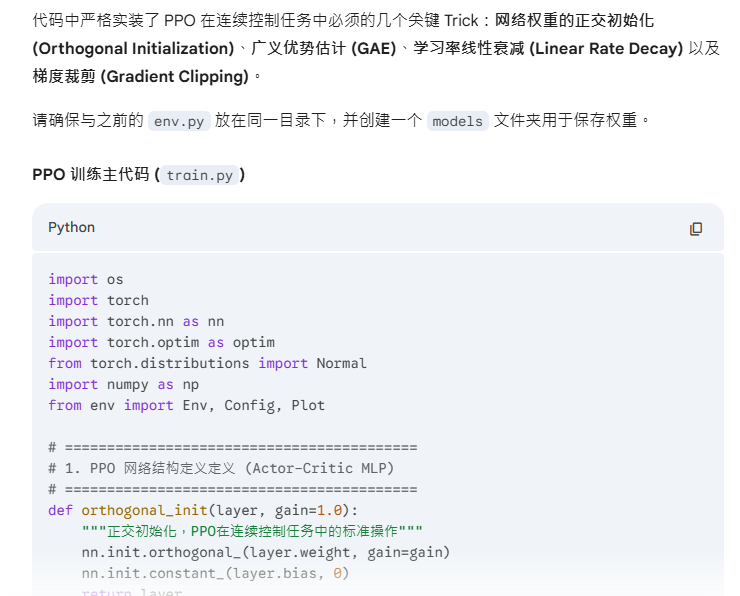 代码中严格实装了 PPO 在连续控制任务中必须的几个关键 Trick：网络权重的正交初始化
(Orthogonal Initialization)、广义优势估计 (GAE)、学习率线性衰减 (Linear Rate Decay) 以及
梯度裁剪 (Gradient Clipping)。
请确保与之前的 env.py 放在同一目录下，并创建一个 models 文件夹用于保存权重。
PPO 训练主代码 (train.py)
Python
import os
import torch
import torch.nn as nn
import torch.optim as optim
from torch.distributions import Normal
import numpy as np
from env import Env, Config, Plot
# ==========================================
# 1. PPO 网络结构定义定义 (Actor-Critic MLP)
# ==========================================
def orthogonal_init(layer, gain=1.0):
    """正交初始化，PPO在连续控制任务中的标准操作"""
    nn.init.orthogonal_(layer.weight, gain=gain)
    nn.init.constant_(layer.bias, 0)
    return layer